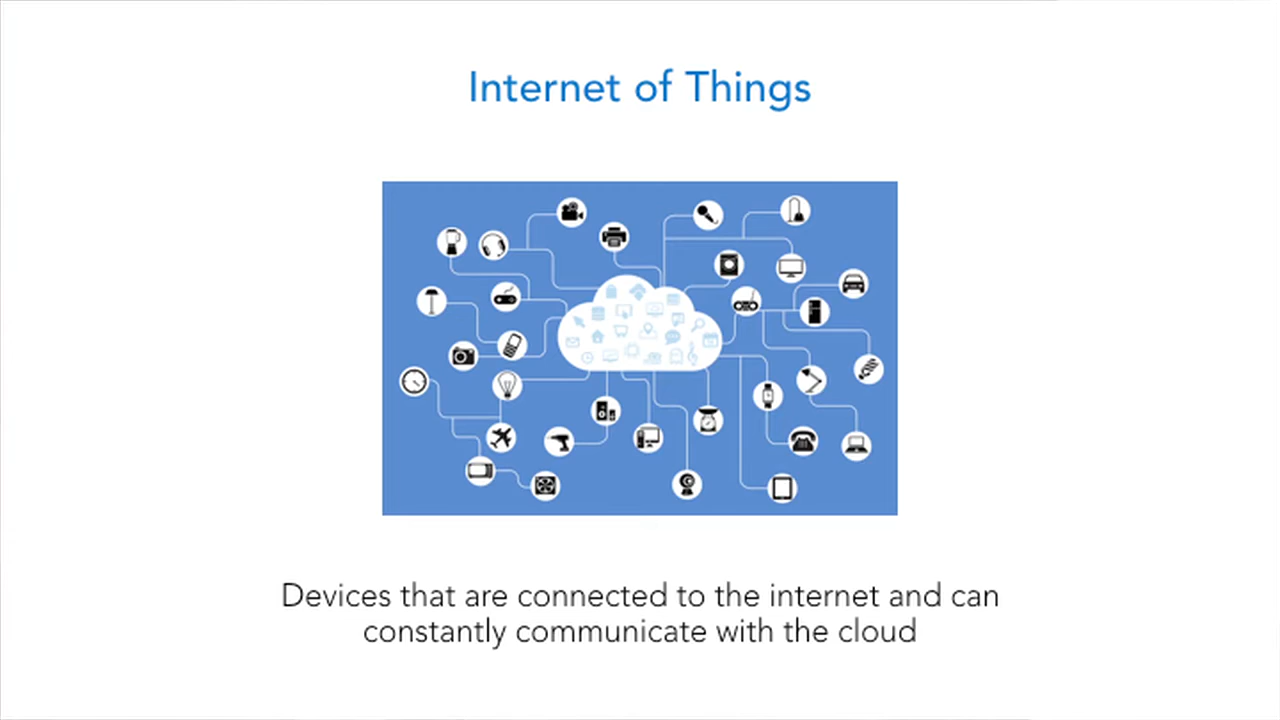 Internet of Things
Devices that are connected to the internet and can
constantly communicate with the cloud